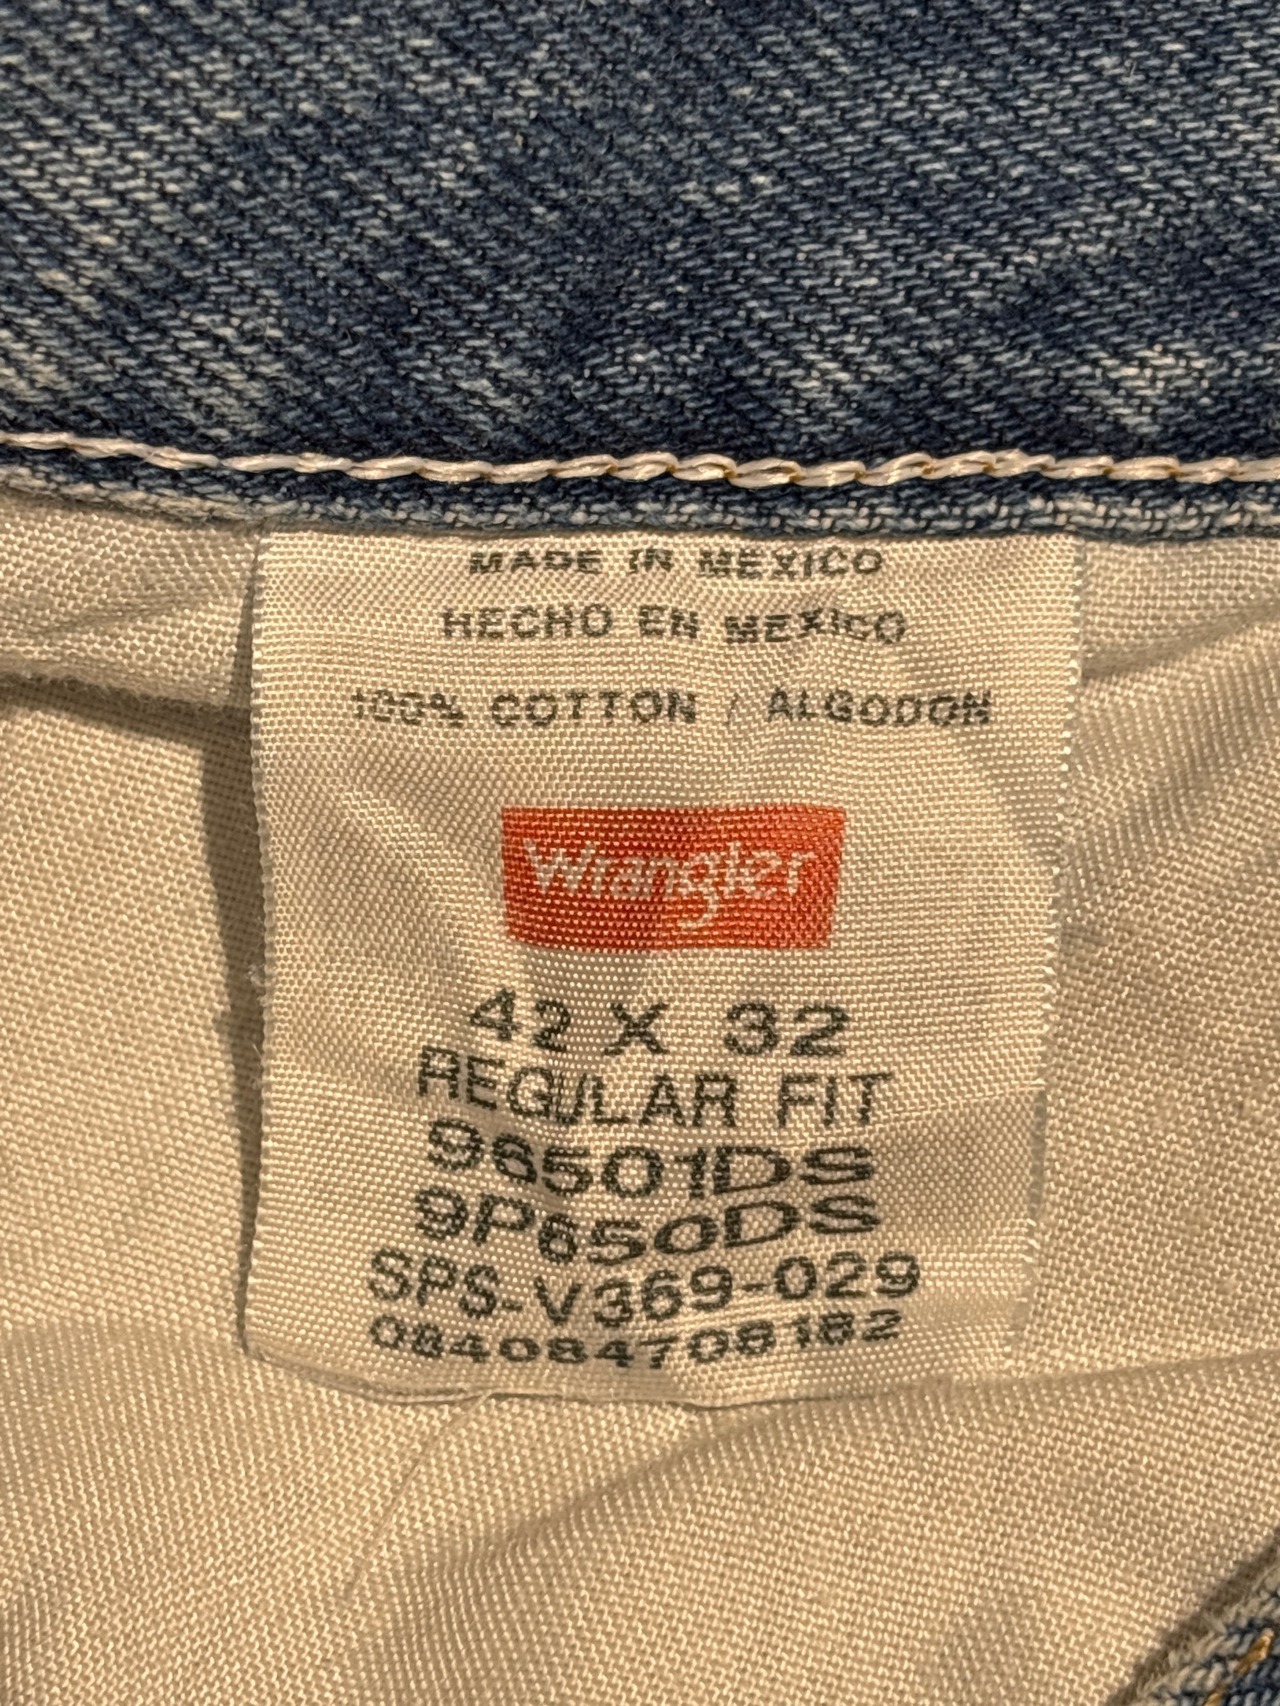 MADE IN MEXICO
HECHO EN MEXICO
100% COTTON / ALGODON
Wrangler
42 X 32
REGULAR FIT
96501DS
9P650DS
SPS-V369-029
084084708182